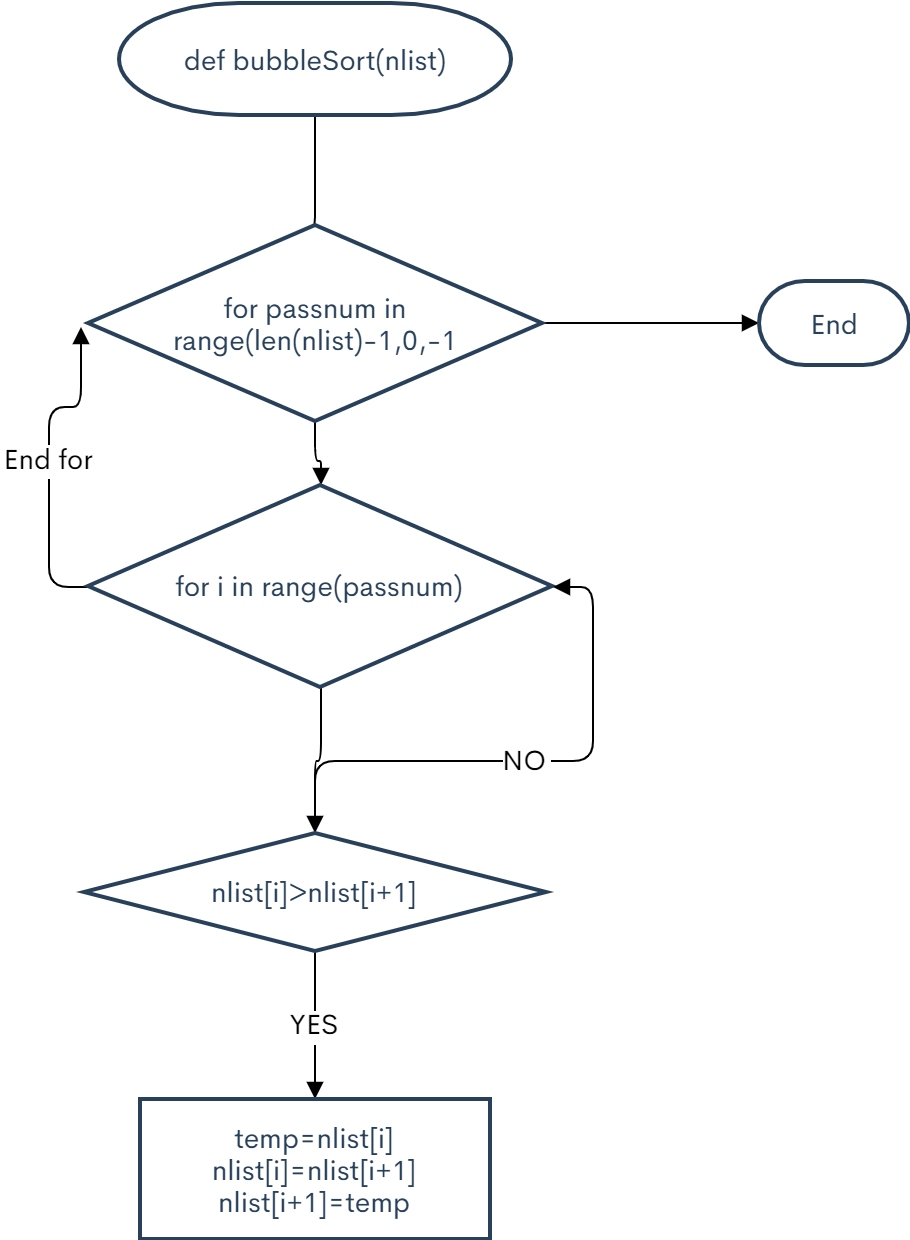 def bubbleSort(nlist)
for passnum in
range(len(nlist)-1,0,-1
End
End for
for i in range(passnum)
NO
nlist[i]>nlist[i+1]
YES
temp=nlist[i]
nlist[i]=nlist[i+1]
nlist[i+1]=temp